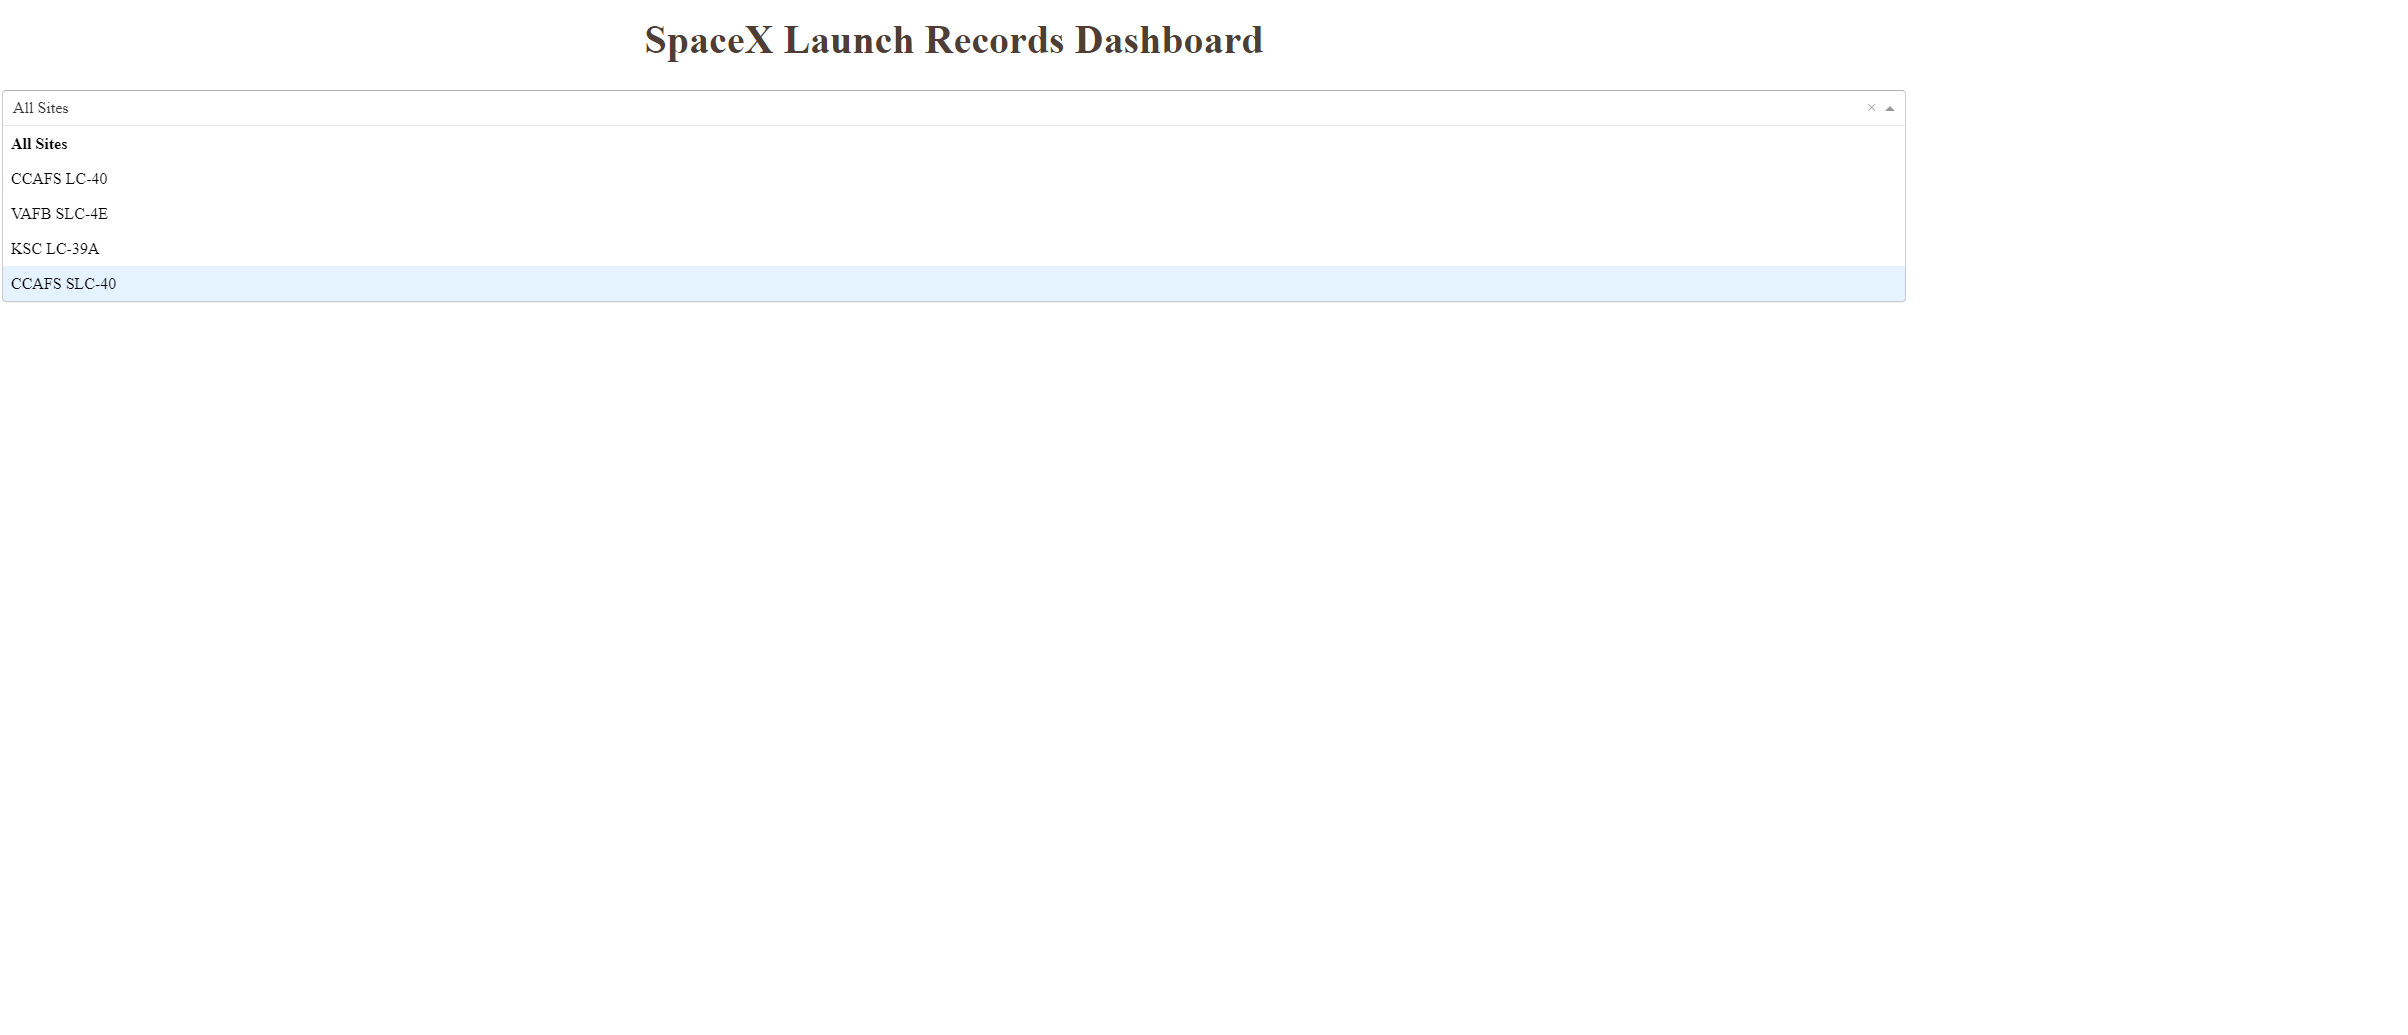 SpaceX Launch Records Dashboard
All Sites
All Sites
CCAFS LC-40
VAFB SLC-4E
KSC LC-39A
CCAFS SLC-40